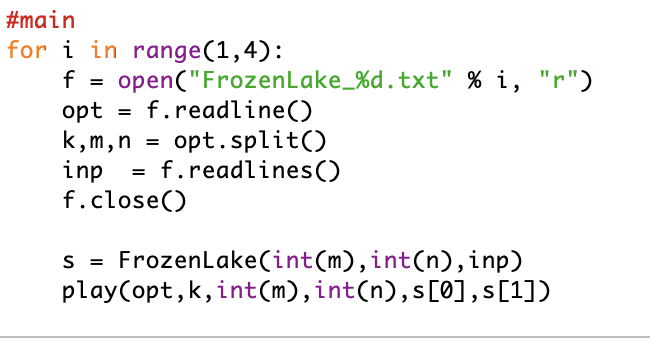 #main
for i in range(1,4):
    f = open("FrozenLake_%d.txt" % i, "r")
    opt = f.readline()
    k,m,n = opt.split()
    inp  = f.readlines()
    f.close()

    s = FrozenLake(int(m),int(n),inp)
    play(opt,k,int(m),int(n),s[0],s[1])